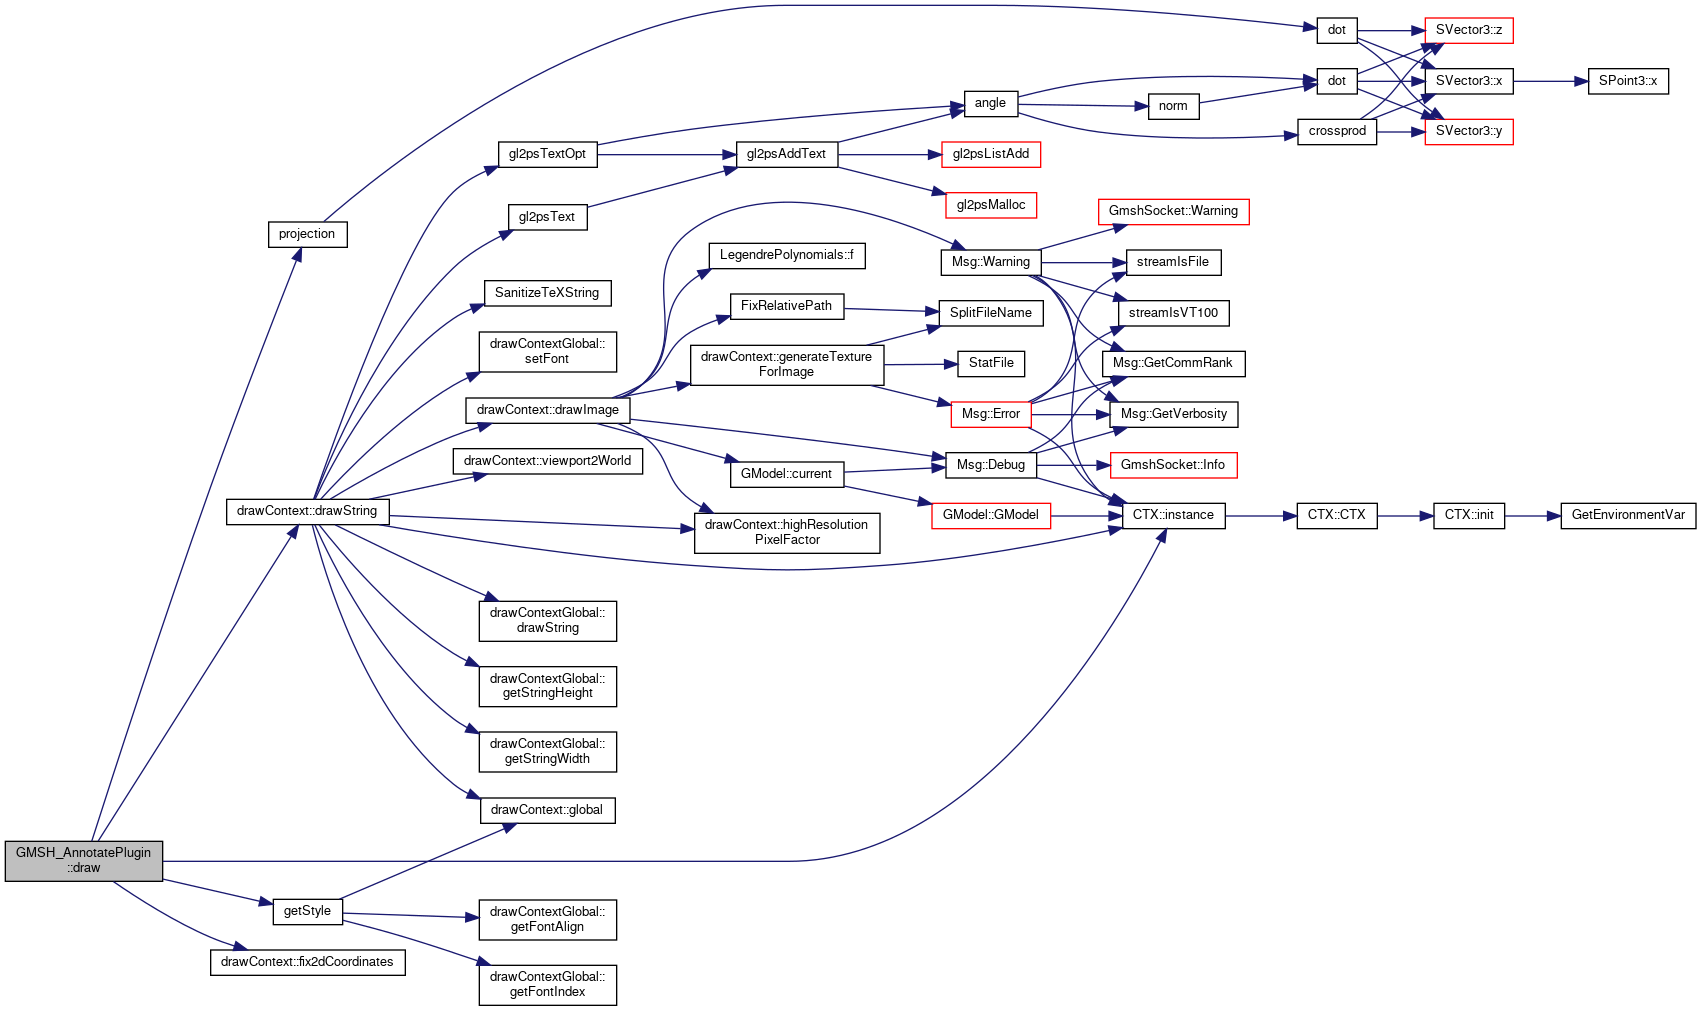 dot
SVector3::z
projection
gl2psTextOpt
gl2psText
SanitizeTeXString
drawContextGlobal::
setFont
drawContext::drawImage
drawContext::viewport2World
drawContext::drawString
drawContextGlobal::
drawString
drawContextGlobal::
getStringHeight
drawContextGlobal::
getStringWidth
drawContext::global
GMSH_AnnotatePlugin
::draw
getStyle
drawContextGlobal::
getFontAlign
drawContext::fix2dCoordinates
drawContextGlobal::
getFontIndex
gl2psAddText
LegendrePolynomials::f
FixRelativePath
drawContext::generateTexture
ForImage
GModel::current
drawContext::highResolution
PixelFactor
angle
gl2psListAdd
gl2psMalloc
Msg::Warning
SplitFileName
StatFile
Msg::Error
Msg::Debug
GModel::GModel
norm
GmshSocket::Warning
streamIsFile
streamIsVT100
Msg::GetCommRank
Msg::GetVerbosity
GmshSocket::Info
CTX::instance
dot
crossprod
SVector3::x
SVector3::y
SPoint3::x
CTX::CTX
CTX::init
GetEnvironmentVar